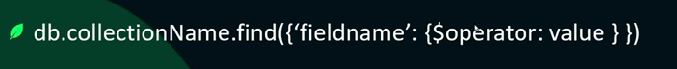 db.collectionName.find({‘fieldname’: {$operator: value } })